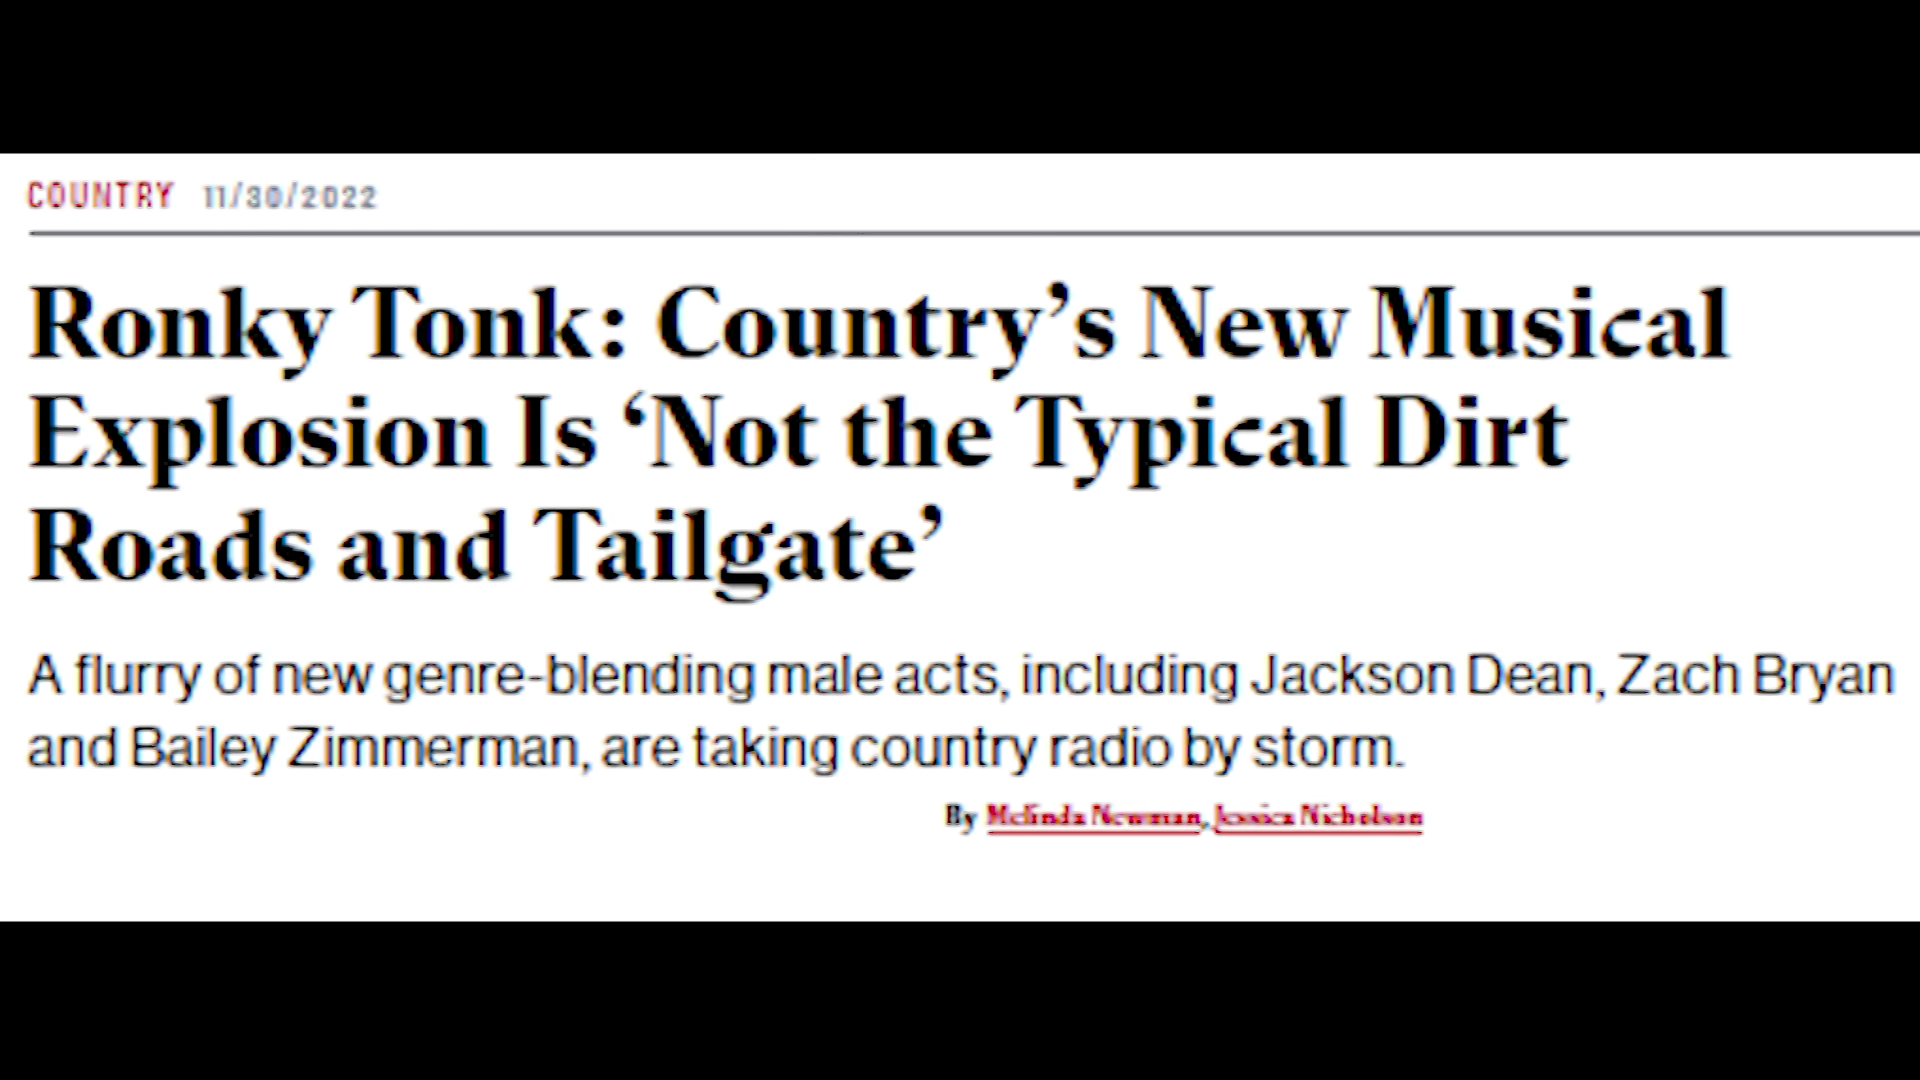 COUNTRY 11/30/2022
Ronky Tonk: Country’s New Musical
Explosion Is ‘Not the Typical Dirt
Roads and Tailgate’
A flurry of new genre-blending male acts, including Jackson Dean, Zach Bryan
and Bailey Zimmerman, are taking country radio by storm.
By Melinda Newman, Jessica Nicholson